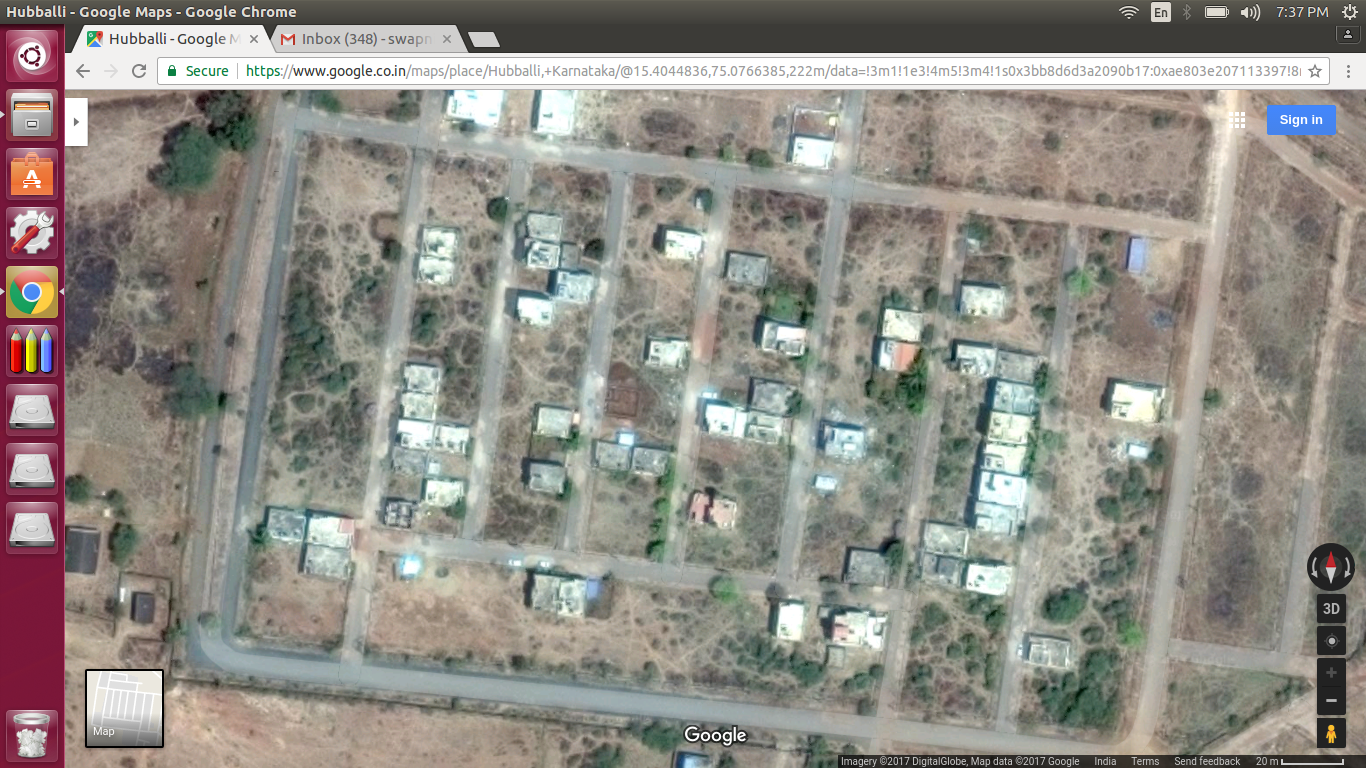 Hubballi - Google Maps - Google Chrome
En
7:37 PM
Hubballi - Google M
Inbox (348) - swapn
Secure
https://www.google.co.in/maps/place/Hubballi,+Karnataka/@15.4044836,75.0766385,222m/data=!3m1!1e3!4m5!3m4!1s0x3bb8d6d3a2090b17:0xae803e207113397!8
Sign in
3D
Map
Google
Imagery ©2017 DigitalGlobe, Map data ©2017 Google India Terms Send feedback 20 m